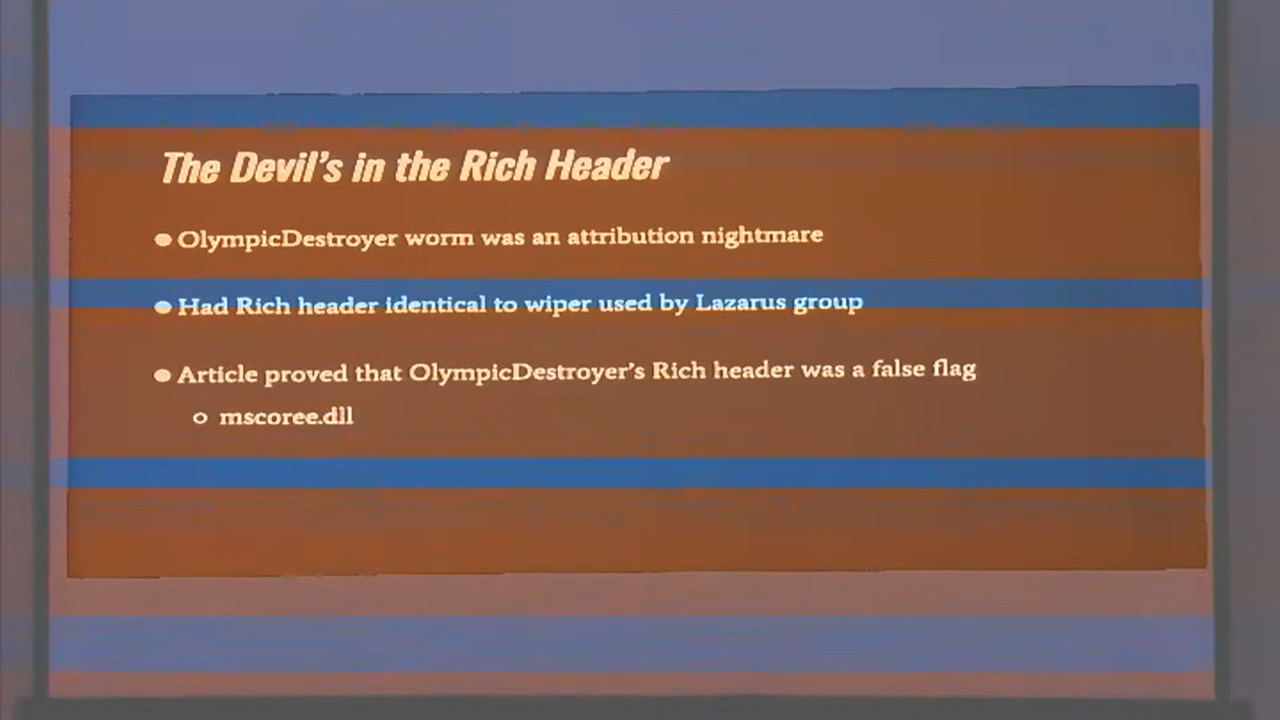 The Devil's in the Rich Header
● OlympicDestroyer worm was an attribution nightmare
● Had Rich header identical to wiper used by Lazarus group
● Article proved that OlympicDestroyer's Rich header was a false flag
○ mscoree.dll